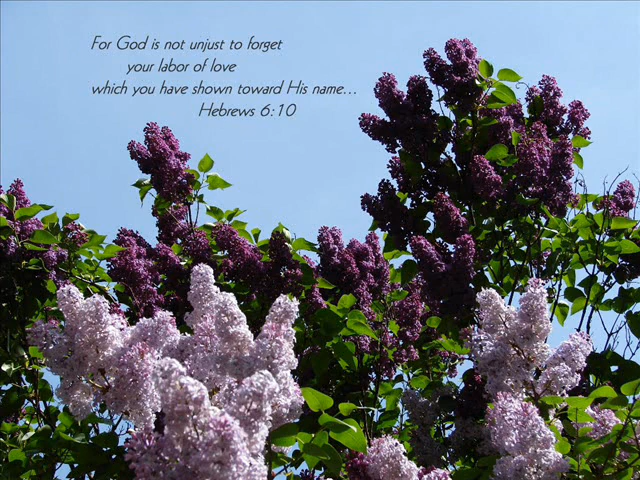 For God is not unjust to forget
your labor of love
which you have shown toward His name...
Hebrews 6:10